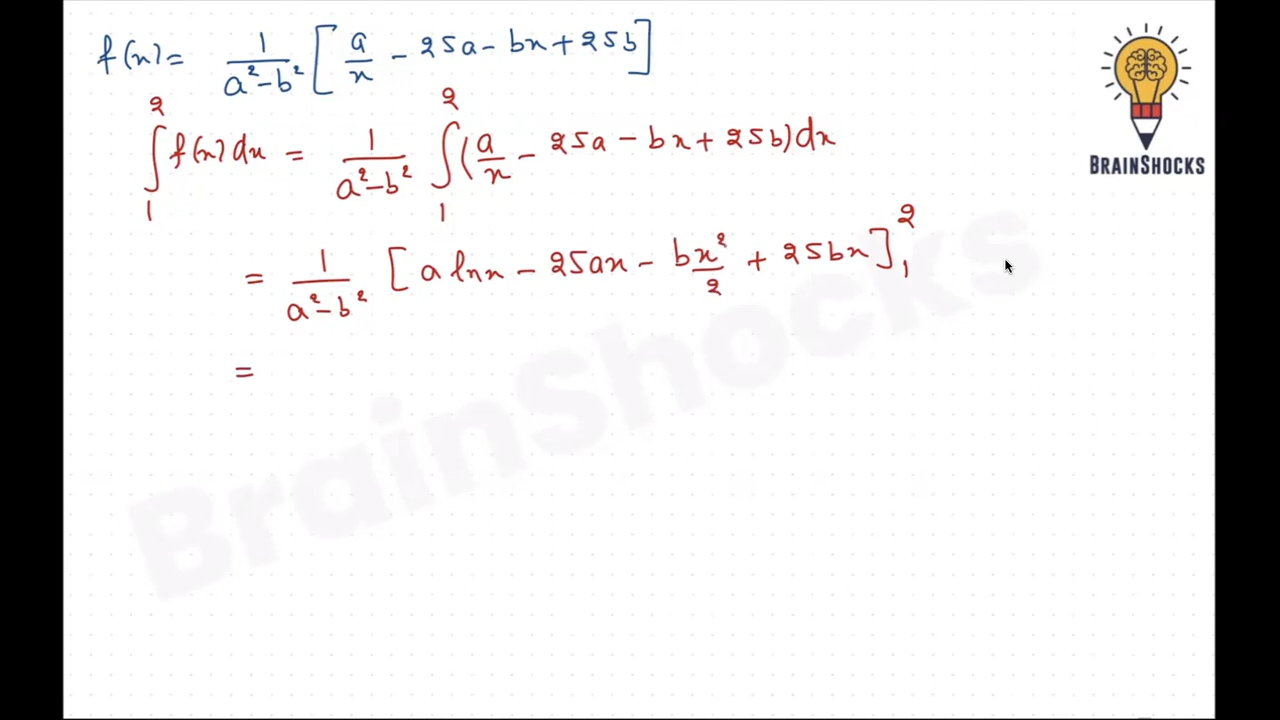 f(x) = 1/(a²-b²) [a/x - 25a - bx + 25b]
∫₁² f(x) dx = 1/(a²-b²) ∫₁² (a/x - 25a - bx + 25b) dx
= 1/(a²-b²) [a ln x - 25ax - bx²/2 + 25bx]₁²
=
BRAINSHOCKS
BrainShocks